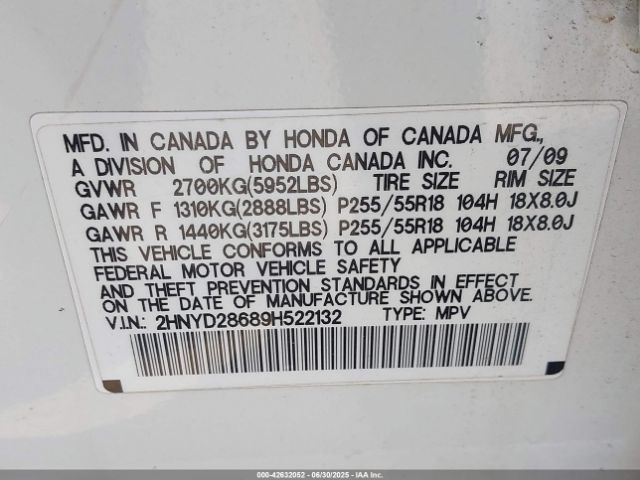 MFD. IN CANADA BY HONDA OF CANADA MFG.,
A DIVISION OF HONDA CANADA INC. 07/09
GVWR 2700KG(5952LBS) TIRE SIZE RIM SIZE
GAWR F 1310KG(2888LBS) P255/55R18 104H 18X8.0J
GAWR R 1440KG(3175LBS) P255/55R18 104H 18X8.0J
THIS VEHICLE CONFORMS TO ALL APPLICABLE
FEDERAL MOTOR VEHICLE SAFETY
AND THEFT PREVENTION STANDARDS IN EFFECT
ON THE DATE OF MANUFACTURE SHOWN ABOVE.
V.I.N.: 2HNYD28689H522132 TYPE: MPV
000-42632052 - 06/30/2025 - COPYRIGHT IAA, LLC.